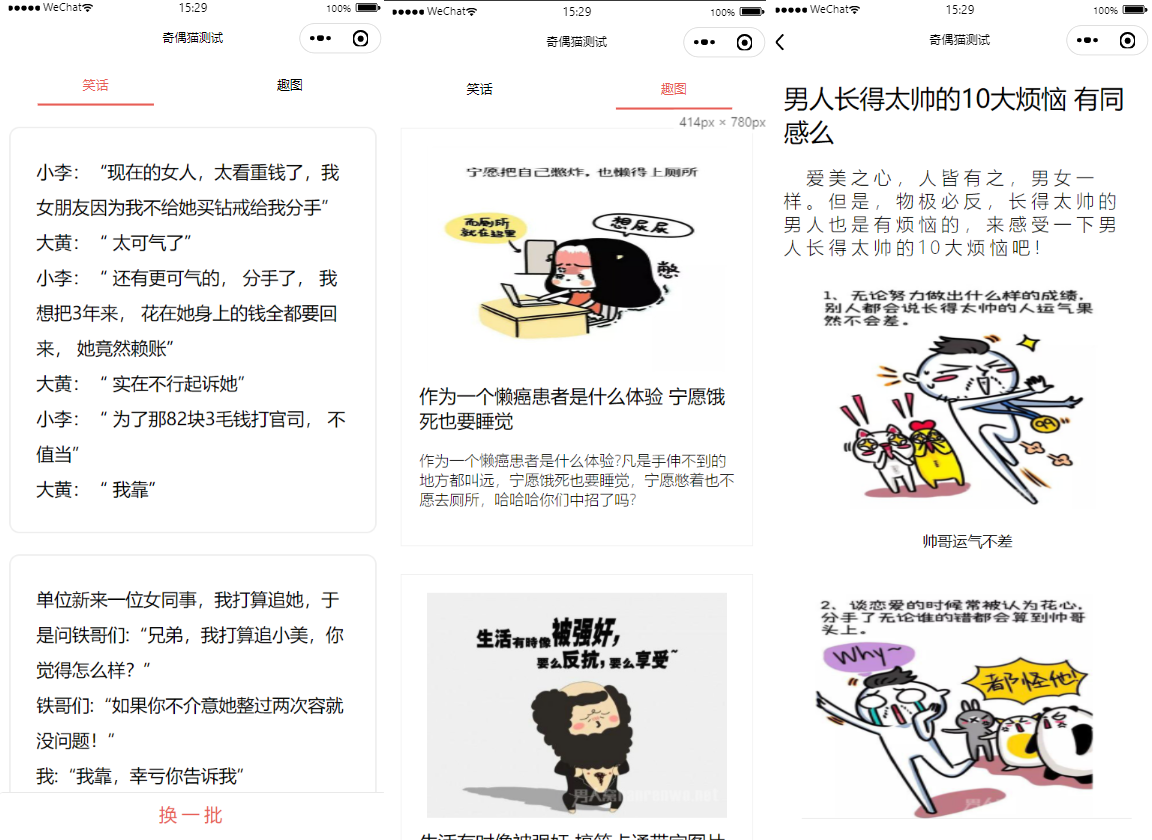 WeChat
15:29
100%
奇偶猫测试
笑话
趣图
小李：“现在的女人，太看重钱了，我
女朋友因为我不给她买钻戒给我分手”
大黄：“ 太可气了”
小李：“ 还有更可气的， 分手了， 我
想把3年来， 花在她身上的钱全都要回
来， 她竟然赖账”
大黄：“ 实在不行起诉她”
小李：“ 为了那82块3毛钱打官司， 不
值当”
大黄：“ 我靠”
单位新来一位女同事，我打算追她，于
是问铁哥们:“兄弟，我打算追小美，你
觉得怎么样？“
铁哥们:“如果你不介意她整过两次容就
没问题！“
我:“我靠，幸亏你告诉我”
换一批
WeChat
15:29
100%
奇偶猫测试
笑话
趣图
414px × 780px
宁愿把自己憋炸，也懒得上厕所
而厕所
就在这里
想尿尿
憋
作为一个懒癌患者是什么体验 宁愿饿
死也要睡觉
作为一个懒癌患者是什么体验?凡是手伸不到的
地方都叫远，宁愿饿死也要睡觉，宁愿憋着也不
愿去厕所，哈哈哈你们中招了吗?
生活有时像被强奸，
要么反抗，要么享受~
生活有时像被强奸 搞笑卡通带字图片
WeChat
15:29
100%
奇偶猫测试
男人长得太帅的10大烦恼 有同
感么
爱美之心，人皆有之，男女一
样。但是，物极必反，长得太帅的
男人也是有烦恼的，来感受一下男
人长得太帅的10大烦恼吧!
1、无论努力做出什么样的成绩，
别人都会说长得太帅的人运气果
然不会差。
99
帅哥运气不差
2、谈恋爱的时候常被认为花心，
分手了无论谁的错都会算到帅哥
头上。
Why~
都怪他!